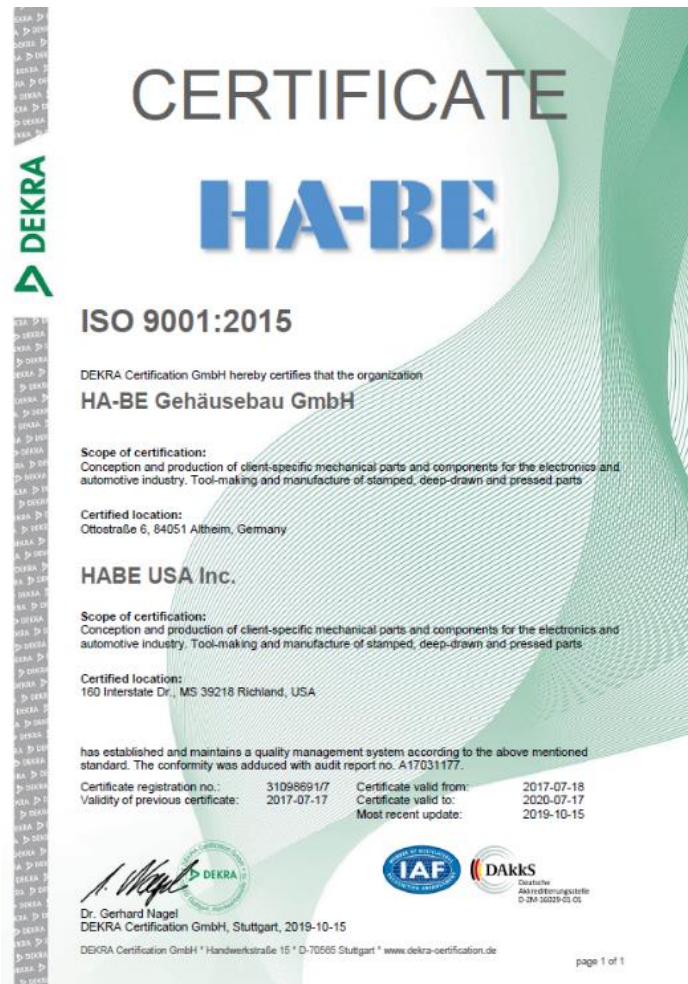 CERTIFICATE
DEKRA
HA-BE
ISO 9001:2015
DEKRA Certification GmbH hereby certifies that the organization
HA-BE Gehäusebau GmbH
Scope of certification:
Conception and production of client-specific mechanical parts and components for the electronics and
automotive industry. Tool-making and manufacture of stamped, deep-drawn and pressed parts
Certified location:
Ottostraße 6, 84051 Altheim, Germany
HABE USA Inc.
Scope of certification:
Conception and production of client-specific mechanical parts and components for the electronics and
automotive industry. Tool-making and manufacture of stamped, deep-drawn and pressed parts
Certified location:
160 Interstate Dr., MS 39218 Richland, USA
has established and maintains a quality management system according to the above mentioned
standard. The conformity was adduced with audit report no. A17031177.
Certificate registration no.: 31098691/7 Certificate valid from: 2017-07-18
Validity of previous certificate: 2017-07-17 Certificate valid to: 2020-07-17
Most recent update: 2019-10-15
DEKRA
IAF
DAkkS
Deutsche
Akkreditierungsstelle
D-ZM-16029-01-01
Dr. Gerhard Nagel
DEKRA Certification GmbH, Stuttgart, 2019-10-15
DEKRA Certification GmbH * Handwerkstraße 15 * D-70565 Stuttgart * www.dekra-certification.de
page 1 of 1